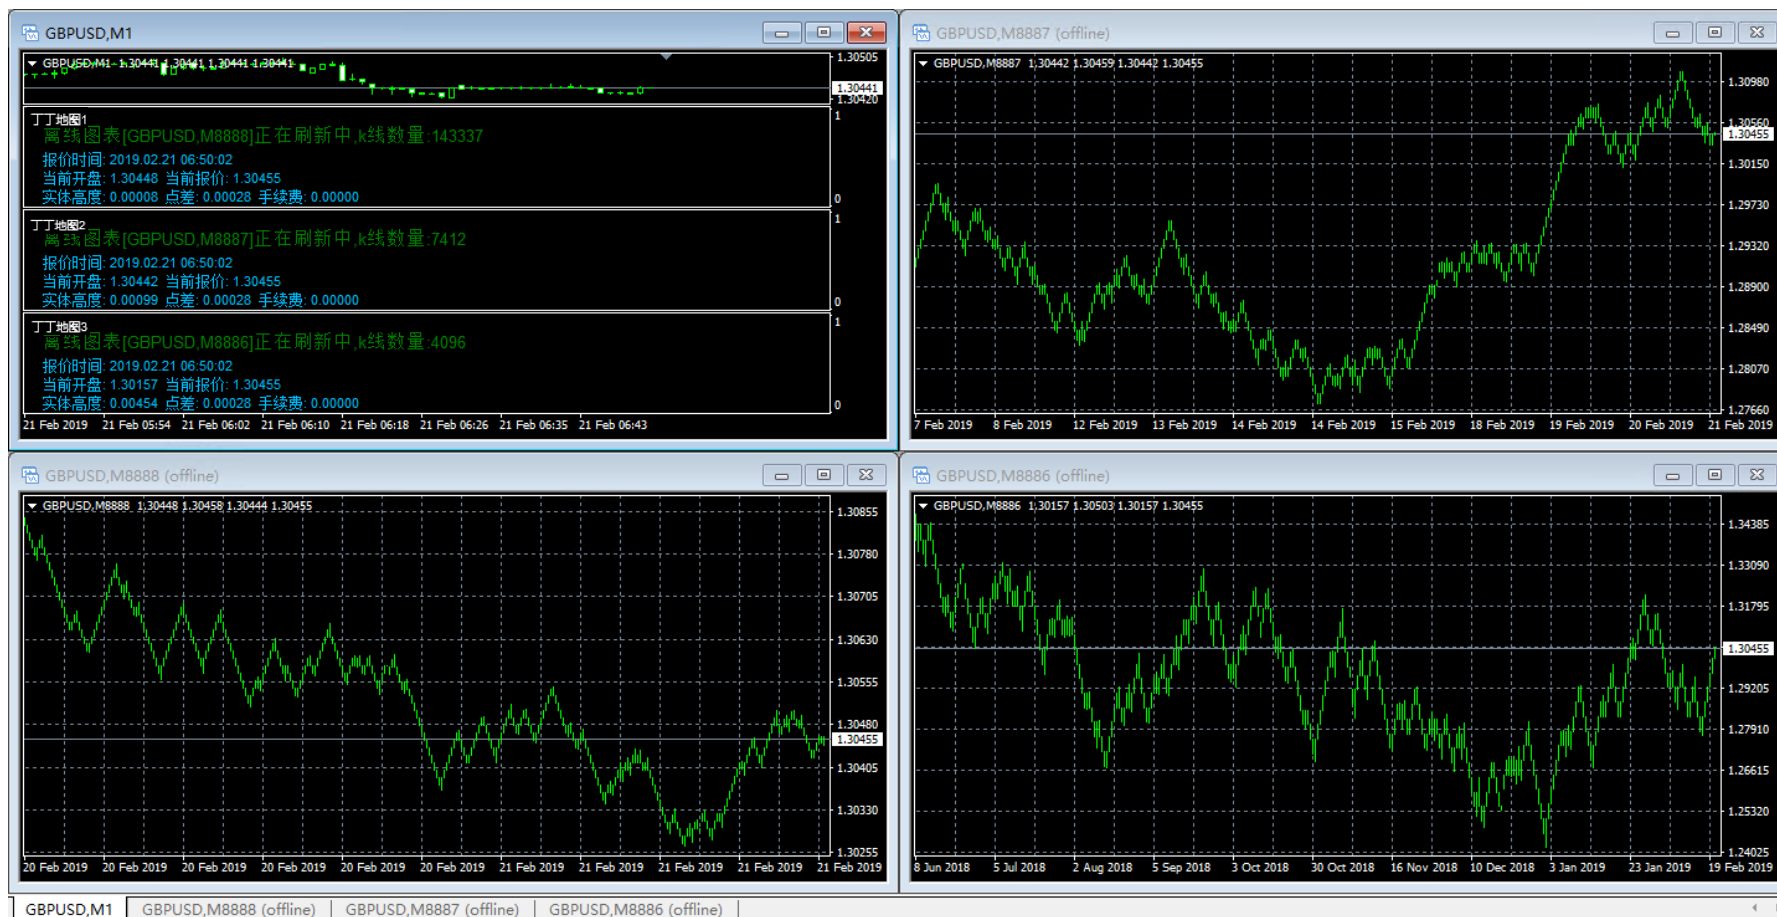 GBPUSD,M1
GBPUSD,M1 1.30441 1.30441 1.30441 1.30441
1.30505
1.30441
1.30420
丁丁地图1
离线图表[GBPUSD,M8888]正在刷新中,k线数量:143337
报价时间: 2019.02.21 06:50:02
当前开盘: 1.30448 当前报价: 1.30455
实体高度: 0.00008 点差: 0.00028 手续费: 0.00000
1
0
丁丁地图2
离线图表[GBPUSD,M8887]正在刷新中,k线数量:7412
报价时间: 2019.02.21 06:50:02
当前开盘: 1.30442 当前报价: 1.30455
实体高度: 0.00099 点差: 0.00028 手续费: 0.00000
1
0
丁丁地图3
离线图表[GBPUSD,M8886]正在刷新中,k线数量:4096
报价时间: 2019.02.21 06:50:02
当前开盘: 1.30157 当前报价: 1.30455
实体高度: 0.00454 点差: 0.00028 手续费: 0.00000
1
0
21 Feb 2019 21 Feb 05:54 21 Feb 06:02 21 Feb 06:10 21 Feb 06:18 21 Feb 06:26 21 Feb 06:35 21 Feb 06:43
GBPUSD,M8887 (offline)
GBPUSD,M8887 1.30442 1.30459 1.30442 1.30455
1.30980
1.30560
1.30455
1.30150
1.29730
1.29320
1.28900
1.28490
1.28070
1.27660
7 Feb 2019 8 Feb 2019 12 Feb 2019 13 Feb 2019 14 Feb 2019 14 Feb 2019 15 Feb 2019 18 Feb 2019 19 Feb 2019 20 Feb 2019 21 Feb 2019
GBPUSD,M8888 (offline)
GBPUSD,M8888 1.30448 1.30458 1.30444 1.30455
1.30855
1.30780
1.30705
1.30630
1.30555
1.30480
1.30455
1.30405
1.30330
1.30255
20 Feb 2019 20 Feb 2019 20 Feb 2019 20 Feb 2019 20 Feb 2019 20 Feb 2019 21 Feb 2019 21 Feb 2019 21 Feb 2019 21 Feb 2019 21 Feb 2019
GBPUSD,M8886 (offline)
GBPUSD,M8886 1.30157 1.30503 1.30157 1.30455
1.34385
1.33090
1.31795
1.30455
1.29205
1.27910
1.26615
1.25320
1.24025
8 Jun 2018 5 Jul 2018 2 Aug 2018 5 Sep 2018 3 Oct 2018 30 Oct 2018 16 Nov 2018 10 Dec 2018 3 Jan 2019 23 Jan 2019 19 Feb 2019
GBPUSD,M1 GBPUSD,M8888 (offline) GBPUSD,M8887 (offline) GBPUSD,M8886 (offline)